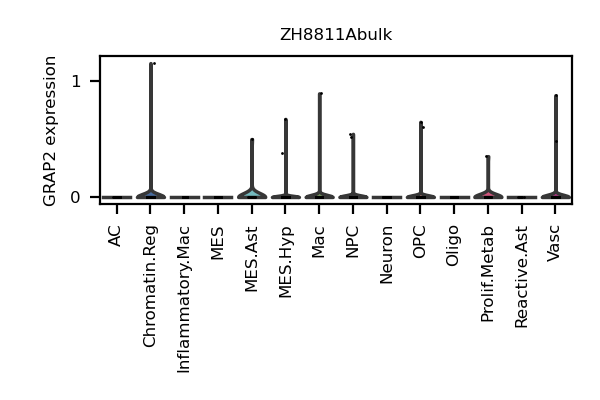 ZH8811Abulk
GRAP2 expression
1
0
AC
Chromatin.Reg
Inflammatory.Mac
MES
MES.Ast
MES.Hyp
Mac
NPC
Neuron
OPC
Oligo
Prolif.Metab
Reactive.Ast
Vasc